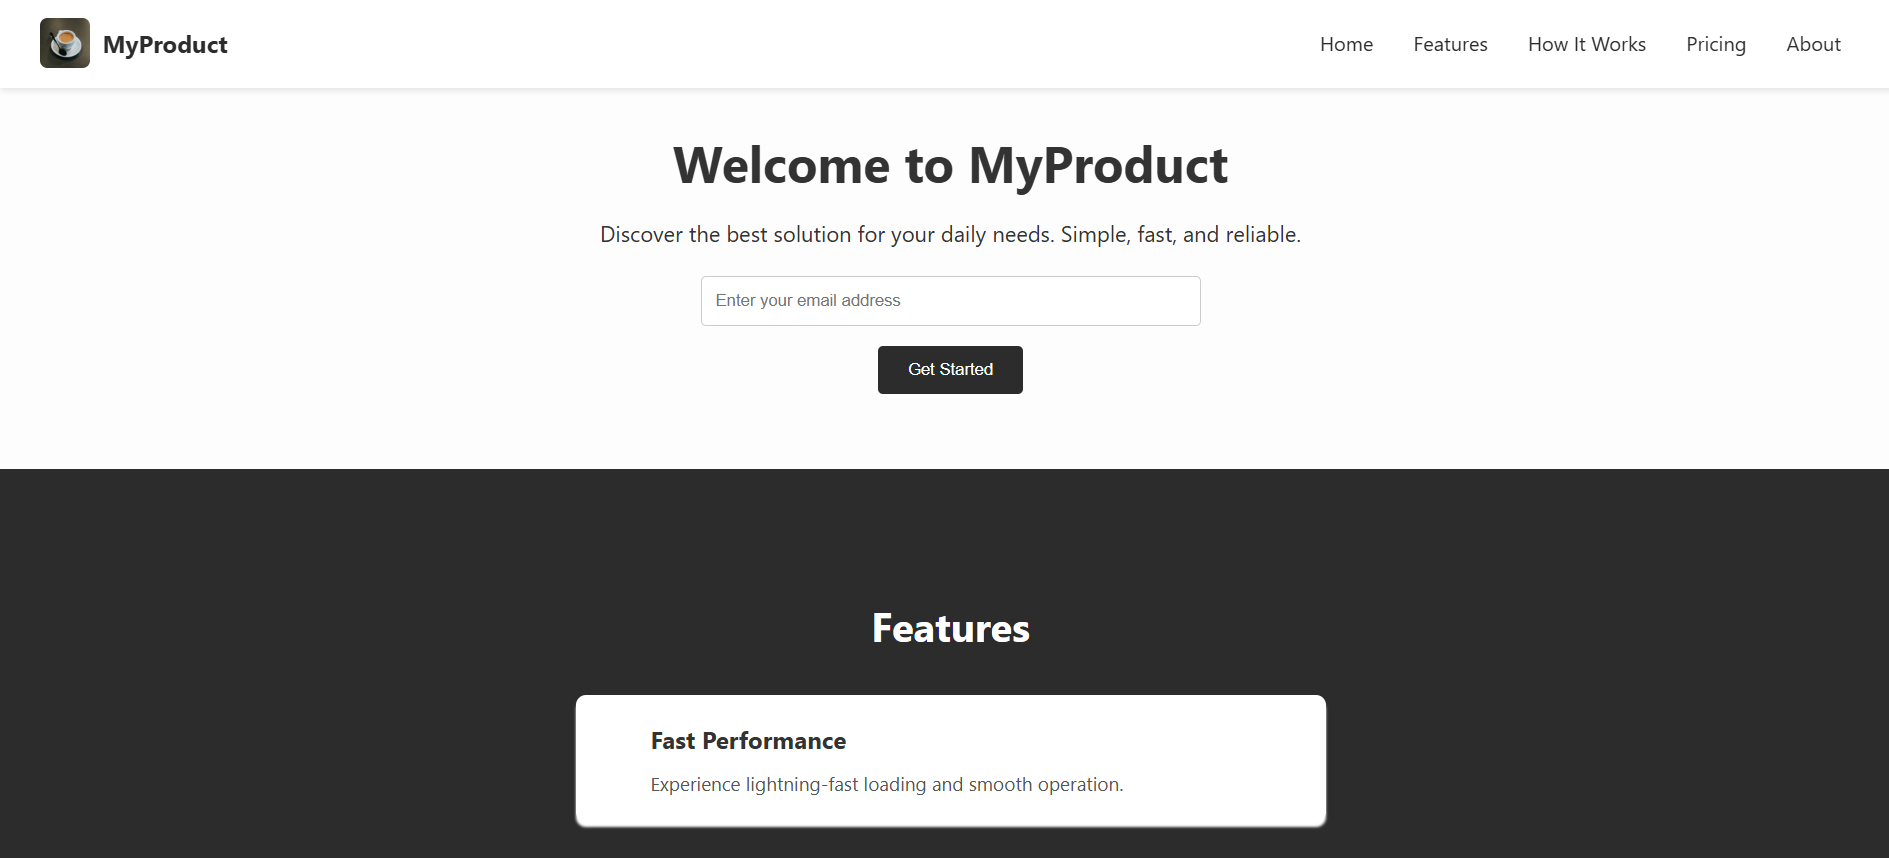 MyProduct
Home Features How It Works Pricing About
Welcome to MyProduct
Discover the best solution for your daily needs. Simple, fast, and reliable.
Enter your email address
Get Started
Features
Fast Performance
Experience lightning-fast loading and smooth operation.